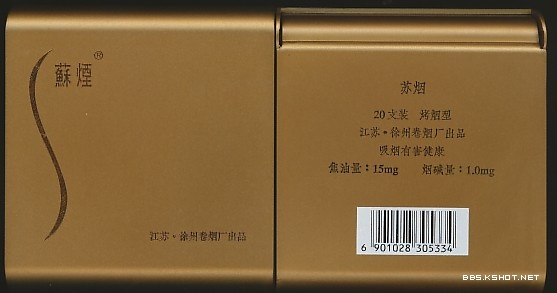 蘇煙®
江苏·徐州卷烟厂出品
苏烟
20支装 烤烟型
江苏·徐州卷烟厂出品
吸烟有害健康
焦油量：15mg 烟碱量：1.0mg
6 901028 305334
BBS.KSHOT.NET